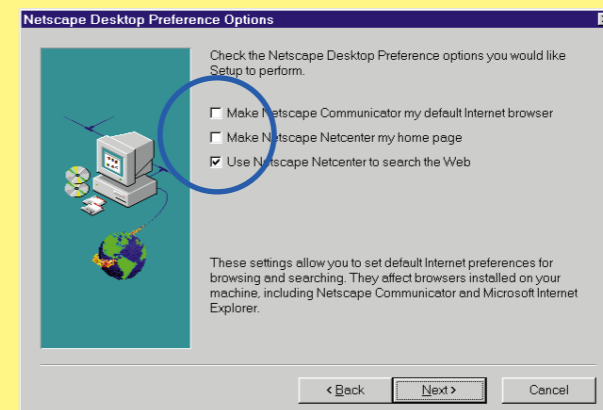 Netscape Desktop Preference Options
Check the Netscape Desktop Preference options you would like
Setup to perform.
Make Netscape Communicator my default Internet browser
Make Netscape Netcenter my home page
Use Netscape Netcenter to search the Web
These settings allow you to set default Internet preferences for
browsing and searching. They affect browsers installed on your
machine, including Netscape Communicator and Microsoft Internet
Explorer.
< Back
Next >
Cancel